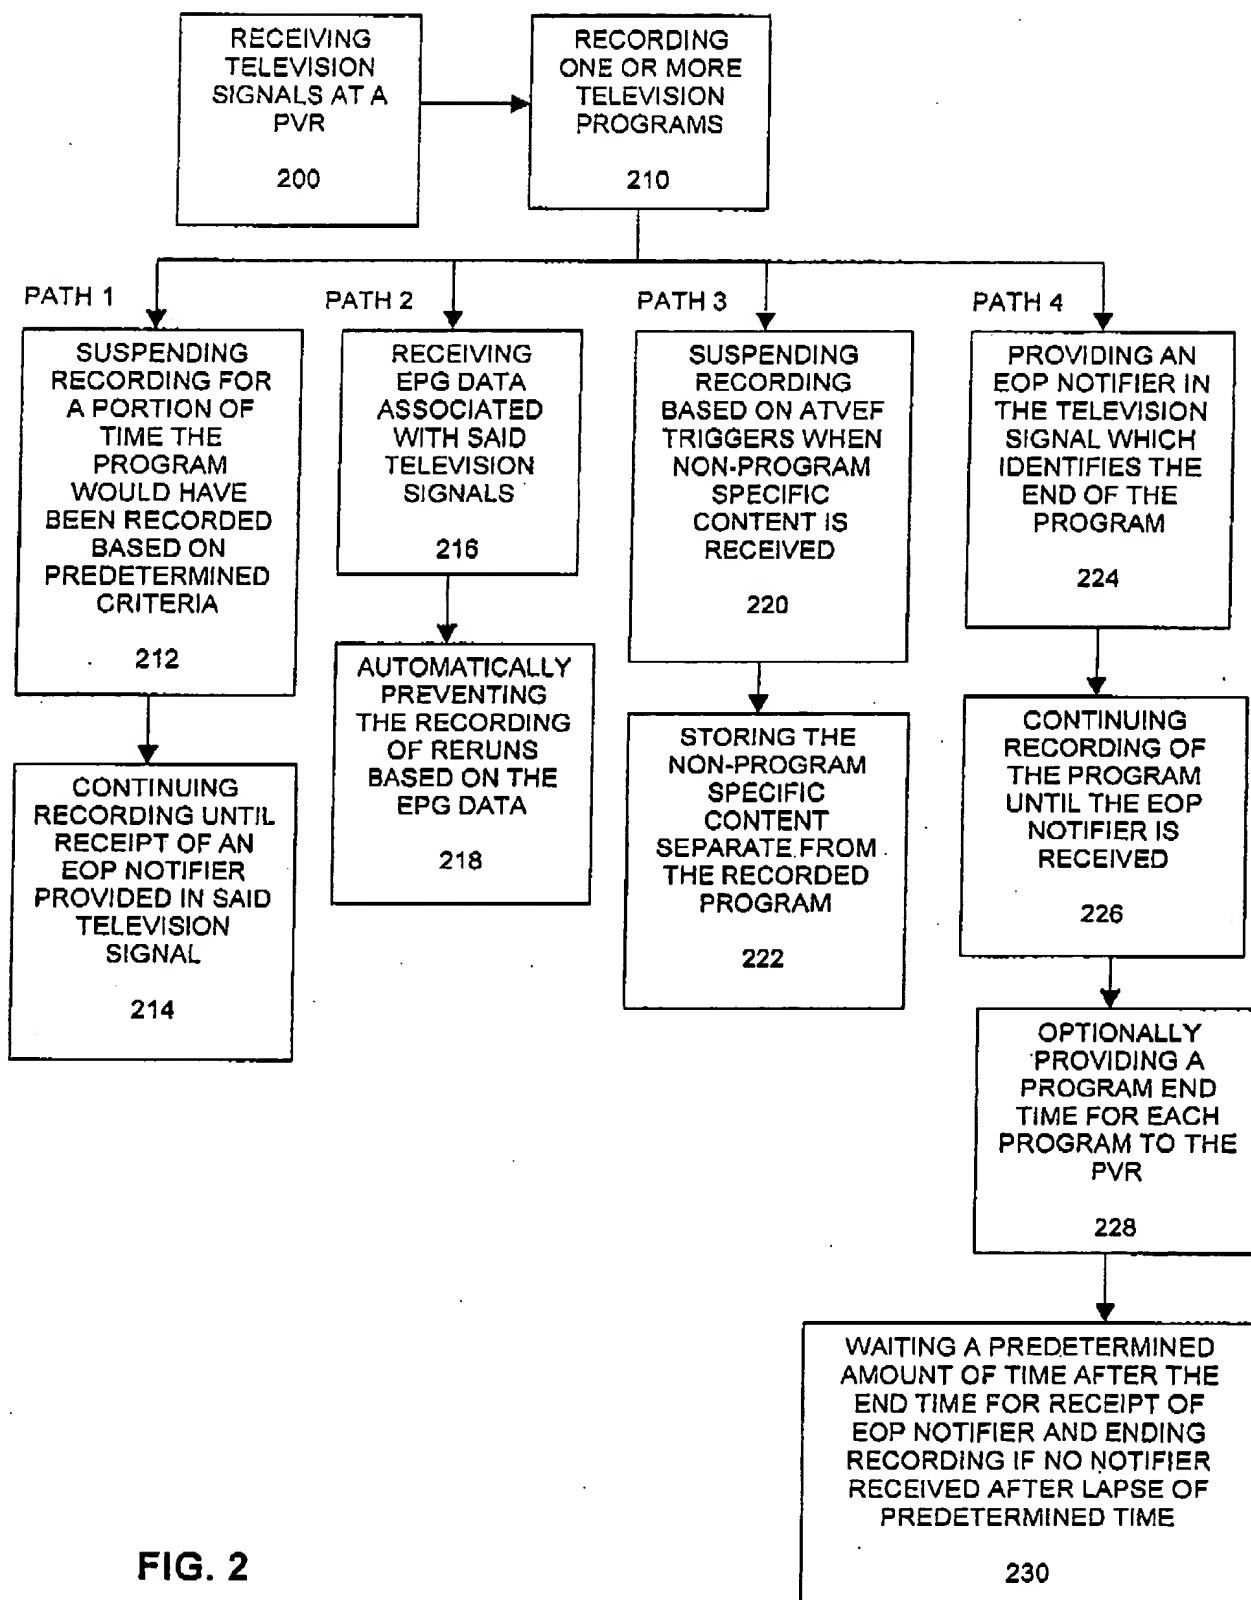 RECEIVING
TELEVISION
SIGNALS AT A
PVR
200
RECORDING
ONE OR MORE
TELEVISION
PROGRAMS
210
PATH 1
SUSPENDING
RECORDING FOR
A PORTION OF
TIME THE
PROGRAM
WOULD HAVE
BEEN RECORDED
BASED ON
PREDETERMINED
CRITERIA
212
CONTINUING
RECORDING UNTIL
RECEIPT OF AN
EOP NOTIFIER
PROVIDED IN SAID
TELEVISION
SIGNAL
214
PATH 2
RECEIVING
EPG DATA
ASSOCIATED
WITH SAID
TELEVISION
SIGNALS
216
AUTOMATICALLY
PREVENTING
THE RECORDING
OF RERUNS
BASED ON THE
EPG DATA
218
PATH 3
SUSPENDING
RECORDING
BASED ON ATVEF
TRIGGERS WHEN
NON-PROGRAM
SPECIFIC
CONTENT IS
RECEIVED
220
STORING THE
NON-PROGRAM
SPECIFIC
CONTENT
SEPARATE FROM
THE RECORDED
PROGRAM
222
PATH 4
PROVIDING AN
EOP NOTIFIER IN
THE TELEVISION
SIGNAL WHICH
IDENTIFIES THE
END OF THE
PROGRAM
224
CONTINUING
RECORDING OF
THE PROGRAM
UNTIL THE EOP
NOTIFIER IS
RECEIVED
226
OPTIONALLY
PROVIDING A
PROGRAM END
TIME FOR EACH
PROGRAM TO THE
PVR
228
WAITING A PREDETERMINED
AMOUNT OF TIME AFTER THE
END TIME FOR RECEIPT OF
EOP NOTIFIER AND ENDING
RECORDING IF NO NOTIFIER
RECEIVED AFTER LAPSE OF
PREDETERMINED TIME
230
FIG. 2